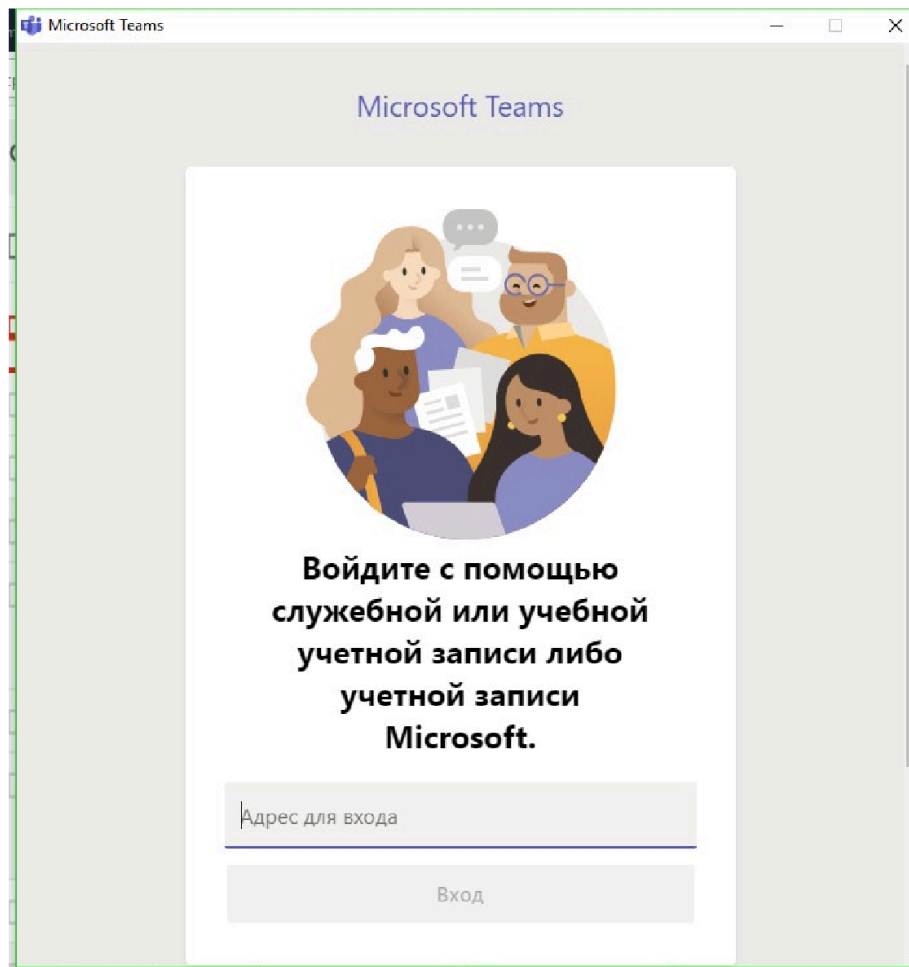 Microsoft Teams
Microsoft Teams
Войдите с помощью
служебной или учебной
учетной записи либо
учетной записи
Microsoft.
Адрес для входа
Вход